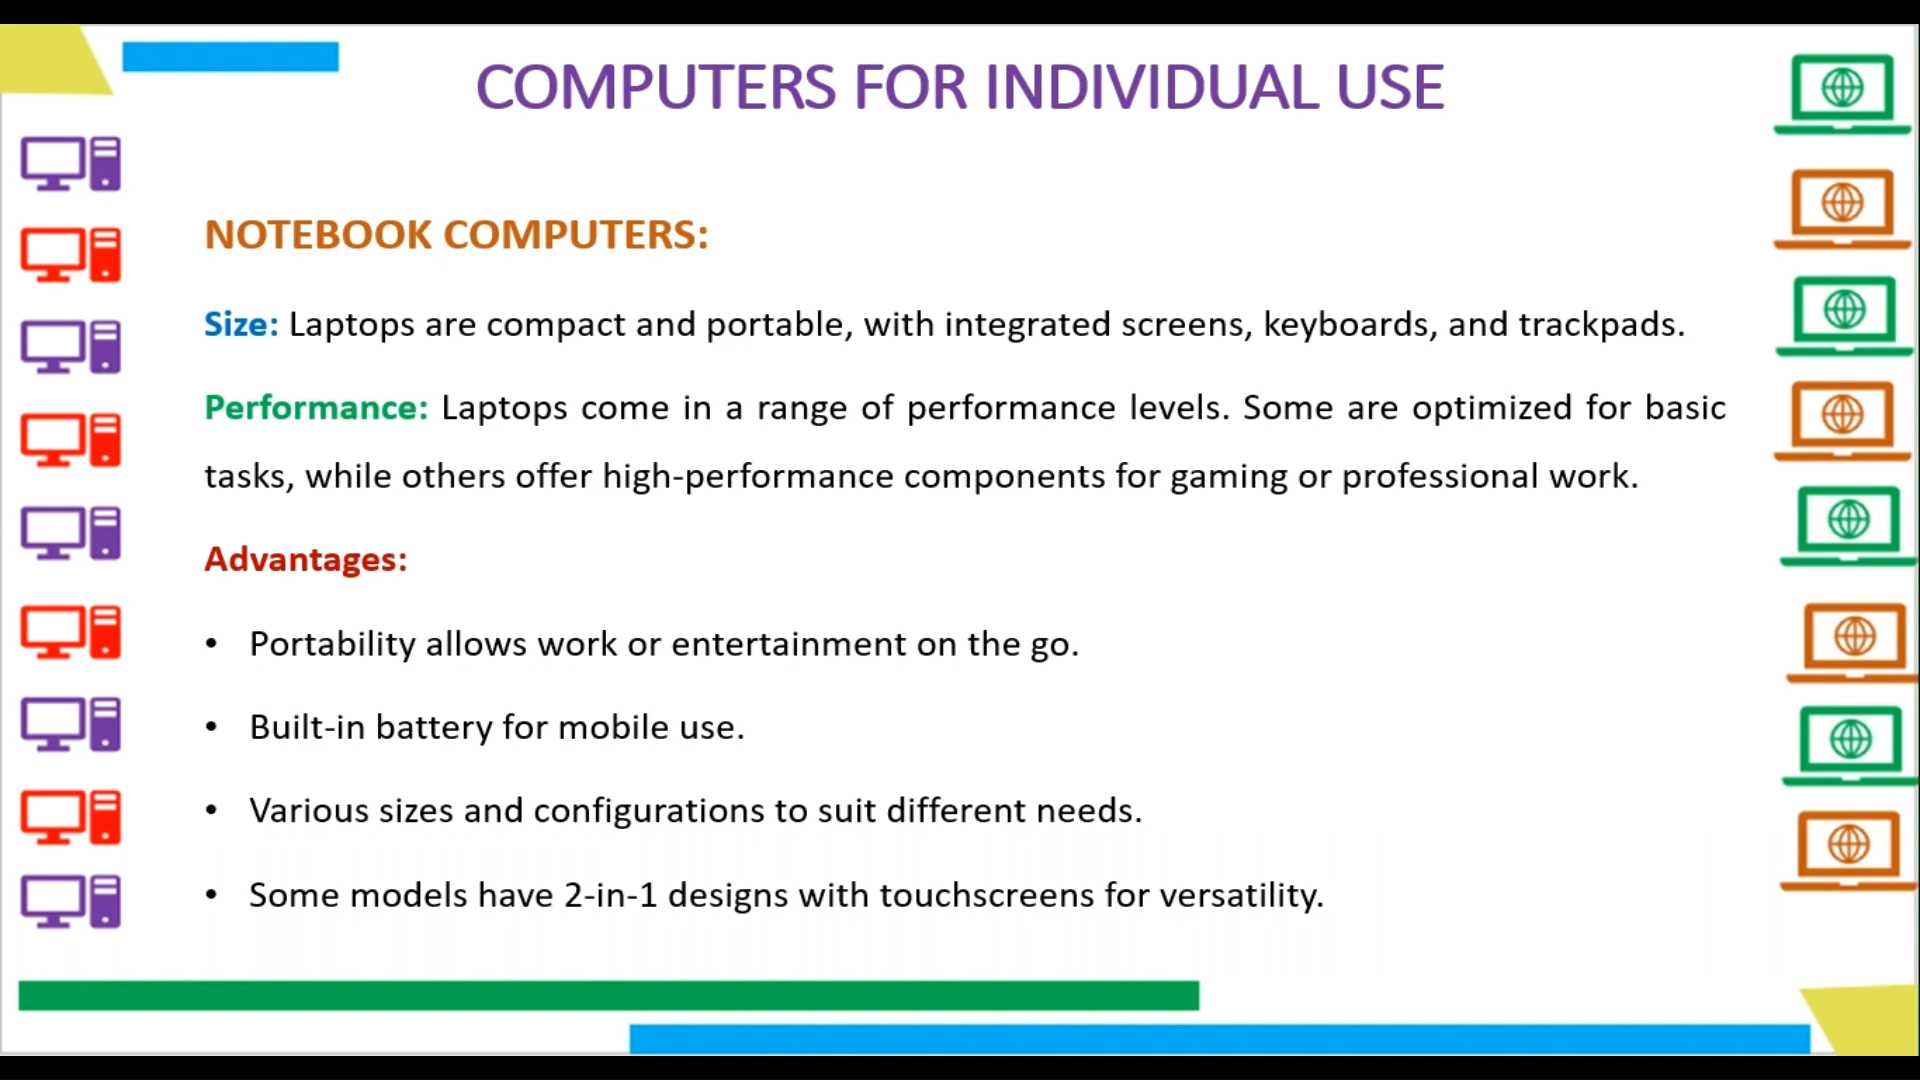 COMPUTERS FOR INDIVIDUAL USE
NOTEBOOK COMPUTERS:
Size: Laptops are compact and portable, with integrated screens, keyboards, and trackpads.
Performance: Laptops come in a range of performance levels. Some are optimized for basic
tasks, while others offer high-performance components for gaming or professional work.
Advantages:
• Portability allows work or entertainment on the go.
• Built-in battery for mobile use.
• Various sizes and configurations to suit different needs.
• Some models have 2-in-1 designs with touchscreens for versatility.